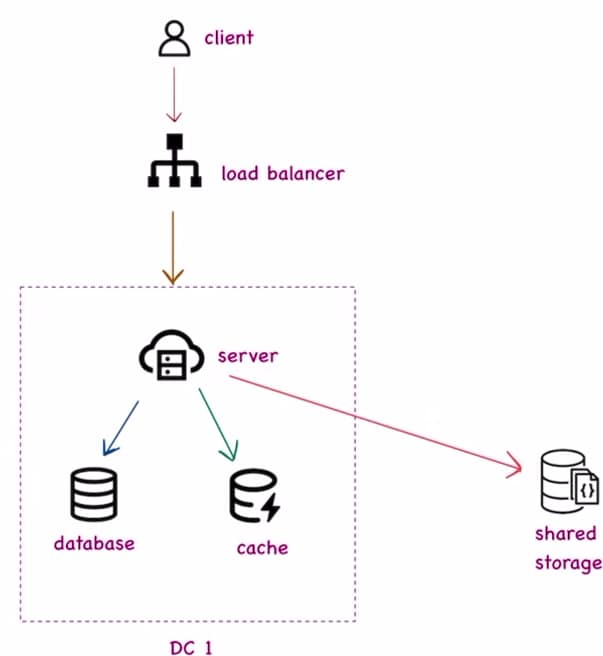 client
load balancer
server
database
cache
shared
storage
DC 1